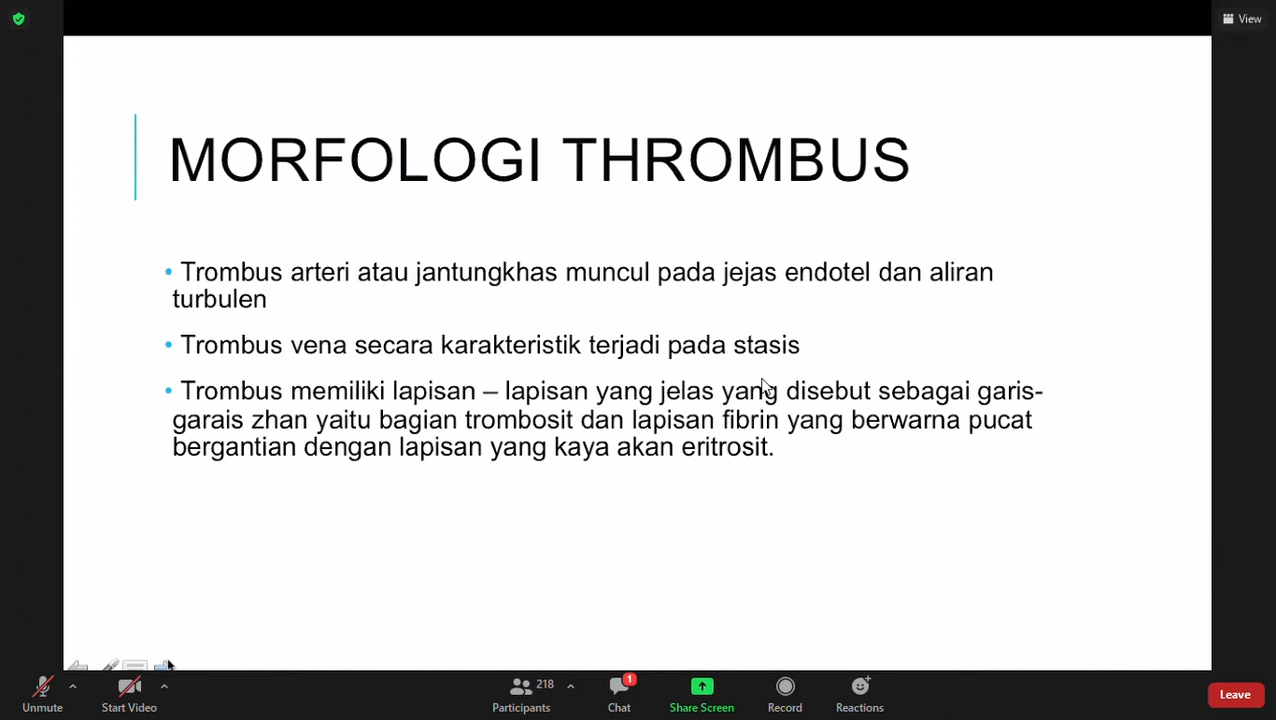 View
MORFOLOGI THROMBUS
• Trombus arteri atau jantungkhas muncul pada jejas endotel dan aliran
turbulen
• Trombus vena secara karakteristik terjadi pada stasis
• Trombus memiliki lapisan – lapisan yang jelas yang disebut sebagai garis-
garais zhan yaitu bagian trombosit dan lapisan fibrin yang berwarna pucat
bergantian dengan lapisan yang kaya akan eritrosit.
218
1
Unmute
Start Video
Participants
Chat
Share Screen
Record
Reactions
Leave